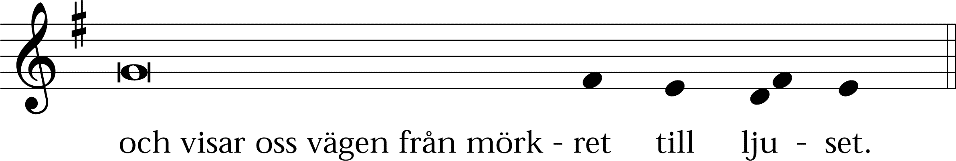 och visar oss vägen från mörk - ret till lju - set.